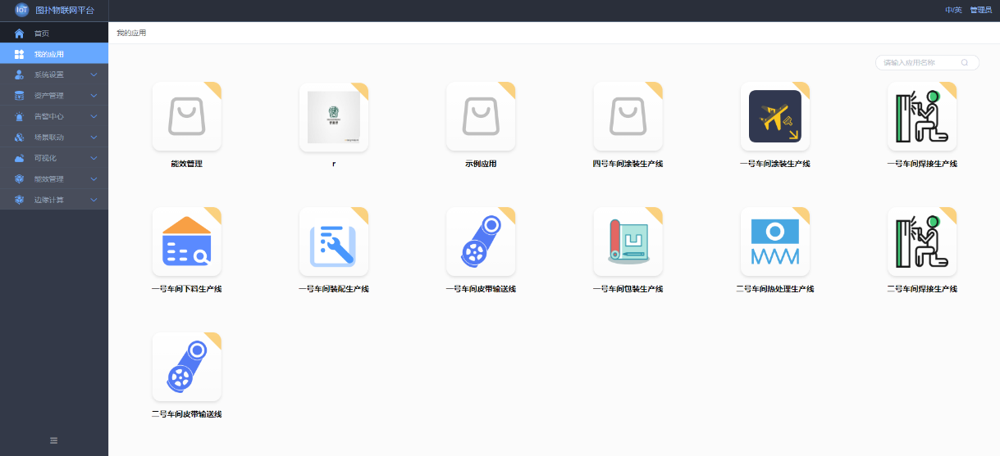 IoT 图扑物联网平台
中/英 管理员
首页
我的应用
系统设置
资产管理
告警中心
场景联动
可视化
能效管理
边缘计算
我的应用
请输入应用名称
能效管理
r
示例应用
四号车间涂装生产线
一号车间涂装生产线
一号车间焊接生产线
一号车间下料生产线
一号车间装配生产线
一号车间皮带输送线
一号车间包装生产线
二号车间热处理生产线
二号车间焊接生产线
二号车间皮带输送线